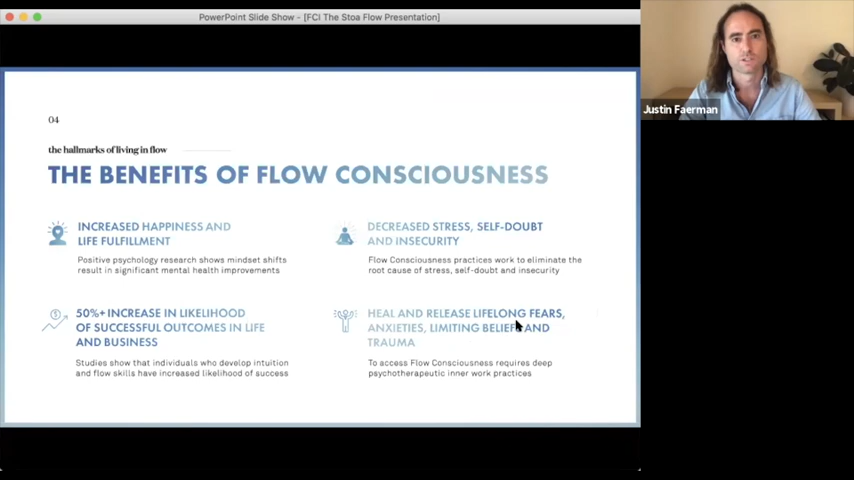 PowerPoint Slide Show - [FCI The Stoa Flow Presentation]
Justin Faerman
04
the hallmarks of living in flow
THE BENEFITS OF FLOW CONSCIOUSNESS
INCREASED HAPPINESS AND
LIFE FULFILLMENT
Positive psychology research shows mindset shifts
result in significant mental health improvements
DECREASED STRESS, SELF-DOUBT
AND INSECURITY
Flow Consciousness practices work to eliminate the
root cause of stress, self-doubt and insecurity
50%+ INCREASE IN LIKELIHOOD
OF SUCCESSFUL OUTCOMES IN LIFE
AND BUSINESS
Studies show that individuals who develop intuition
and flow skills have increased likelihood of success
HEAL AND RELEASE LIFELONG FEARS,
ANXIETIES, LIMITING BELIEFS AND
TRAUMA
To access Flow Consciousness requires deep
psychotherapeutic inner work practices